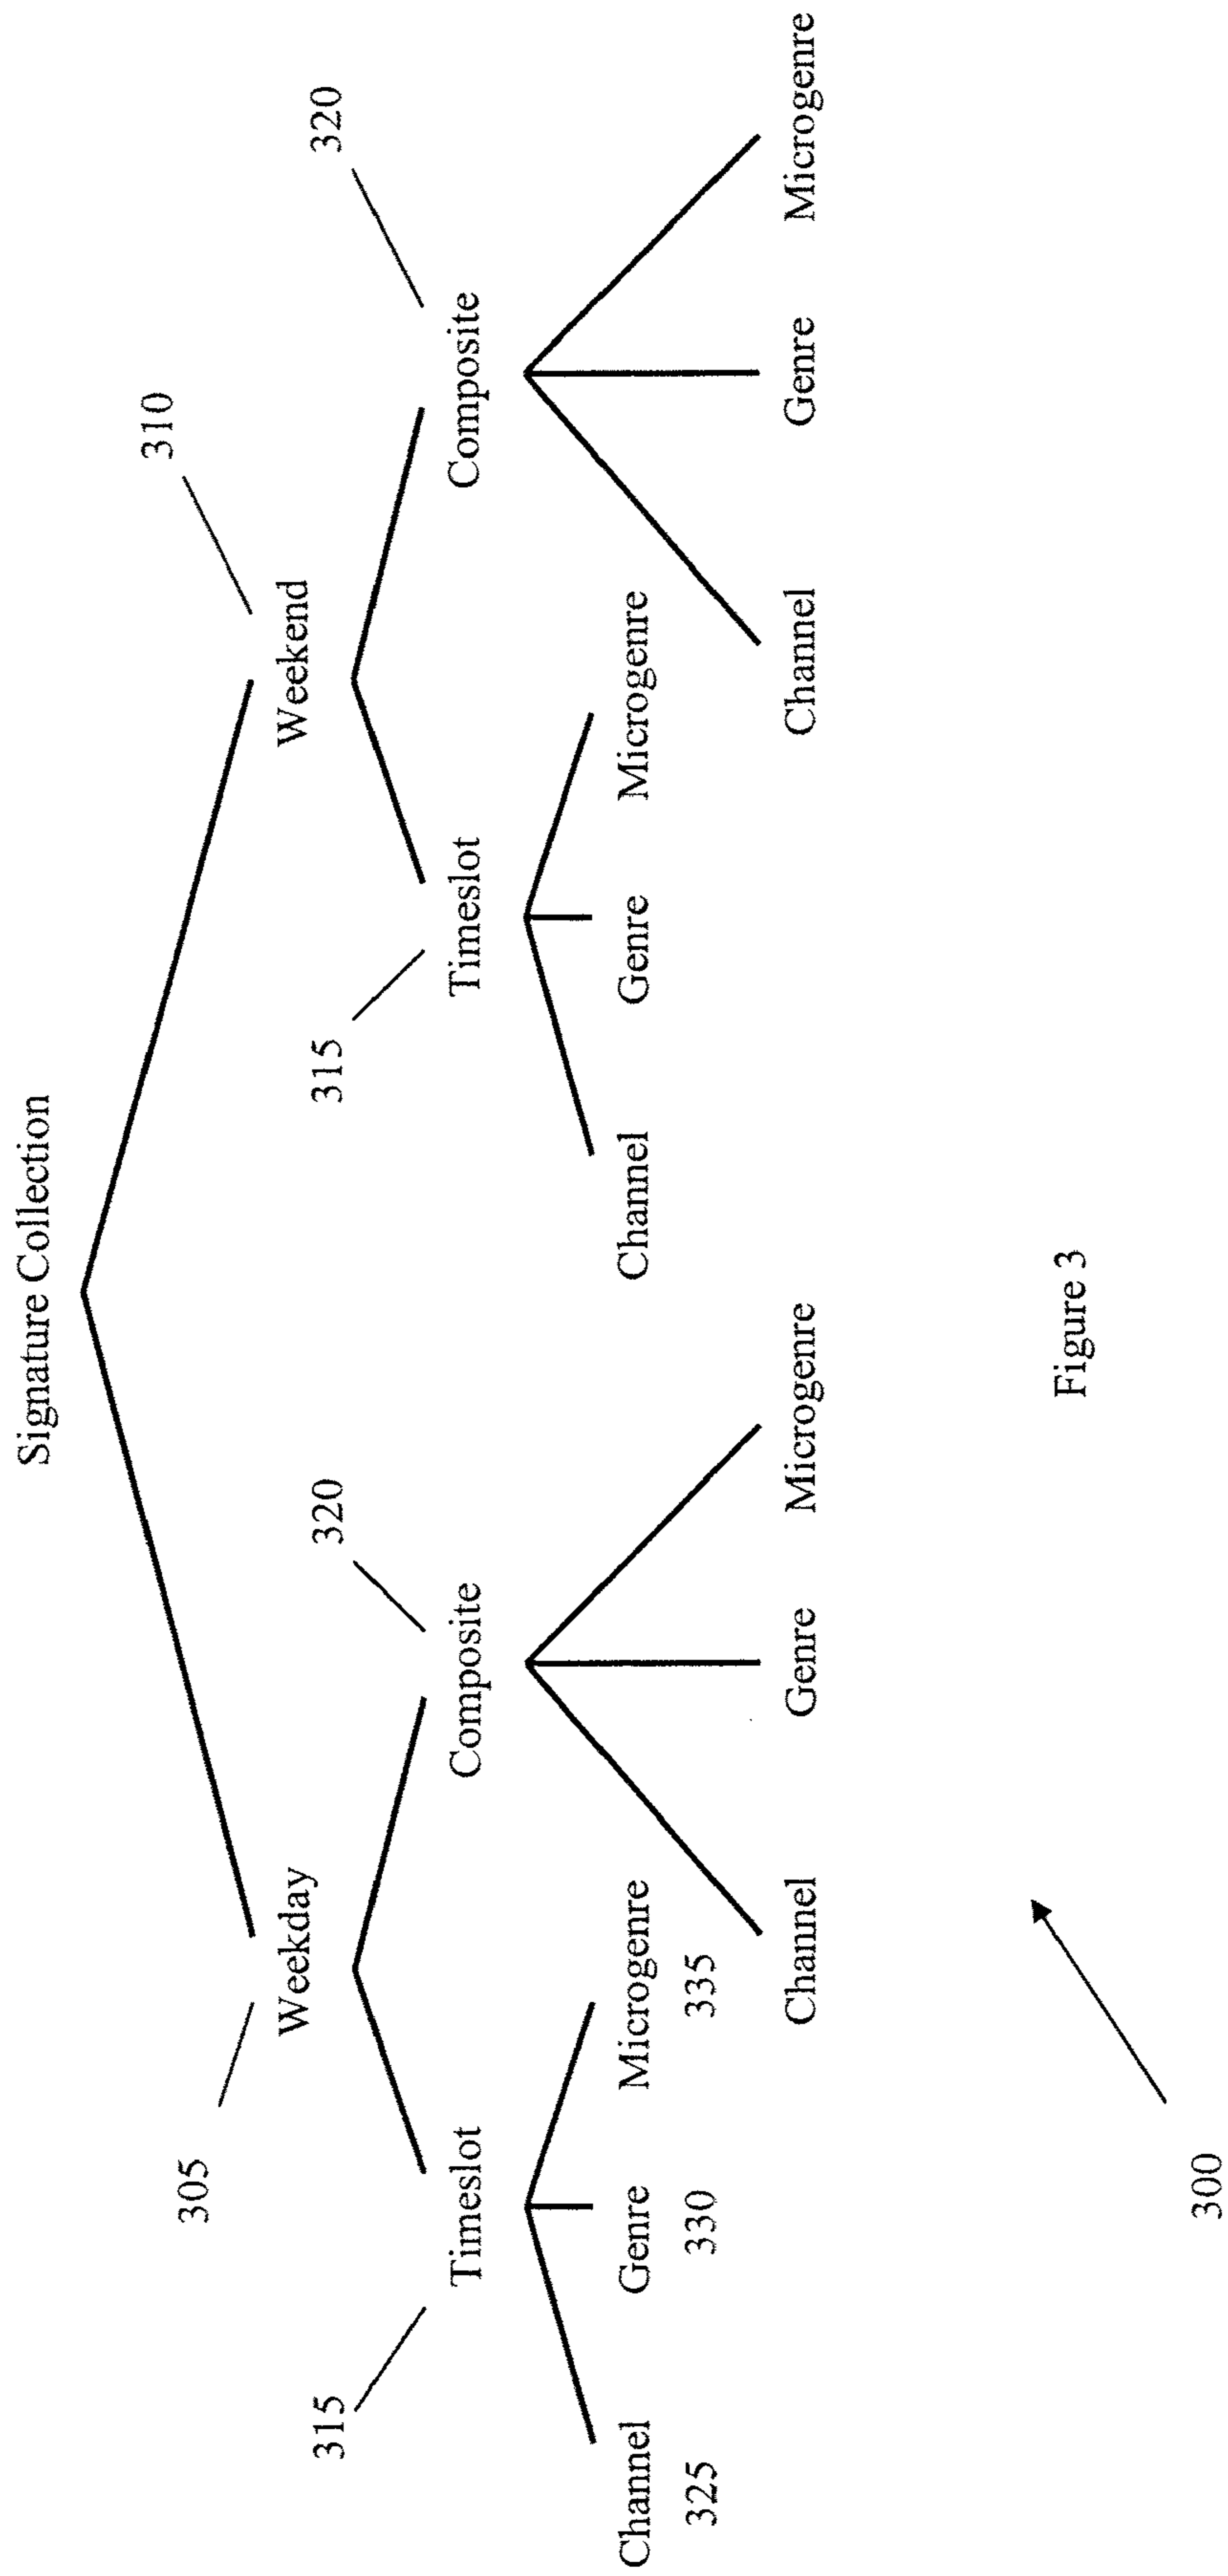 Signature Collection
310
305
Weekday
Weekend
315
320
315
320
Timeslot
Composite
Timeslot
Composite
Channel
Genre
Microgenre
Channel
Genre
Microgenre
325
330
335
Channel
Genre
Microgenre
Channel
Genre
Microgenre
Figure 3
300